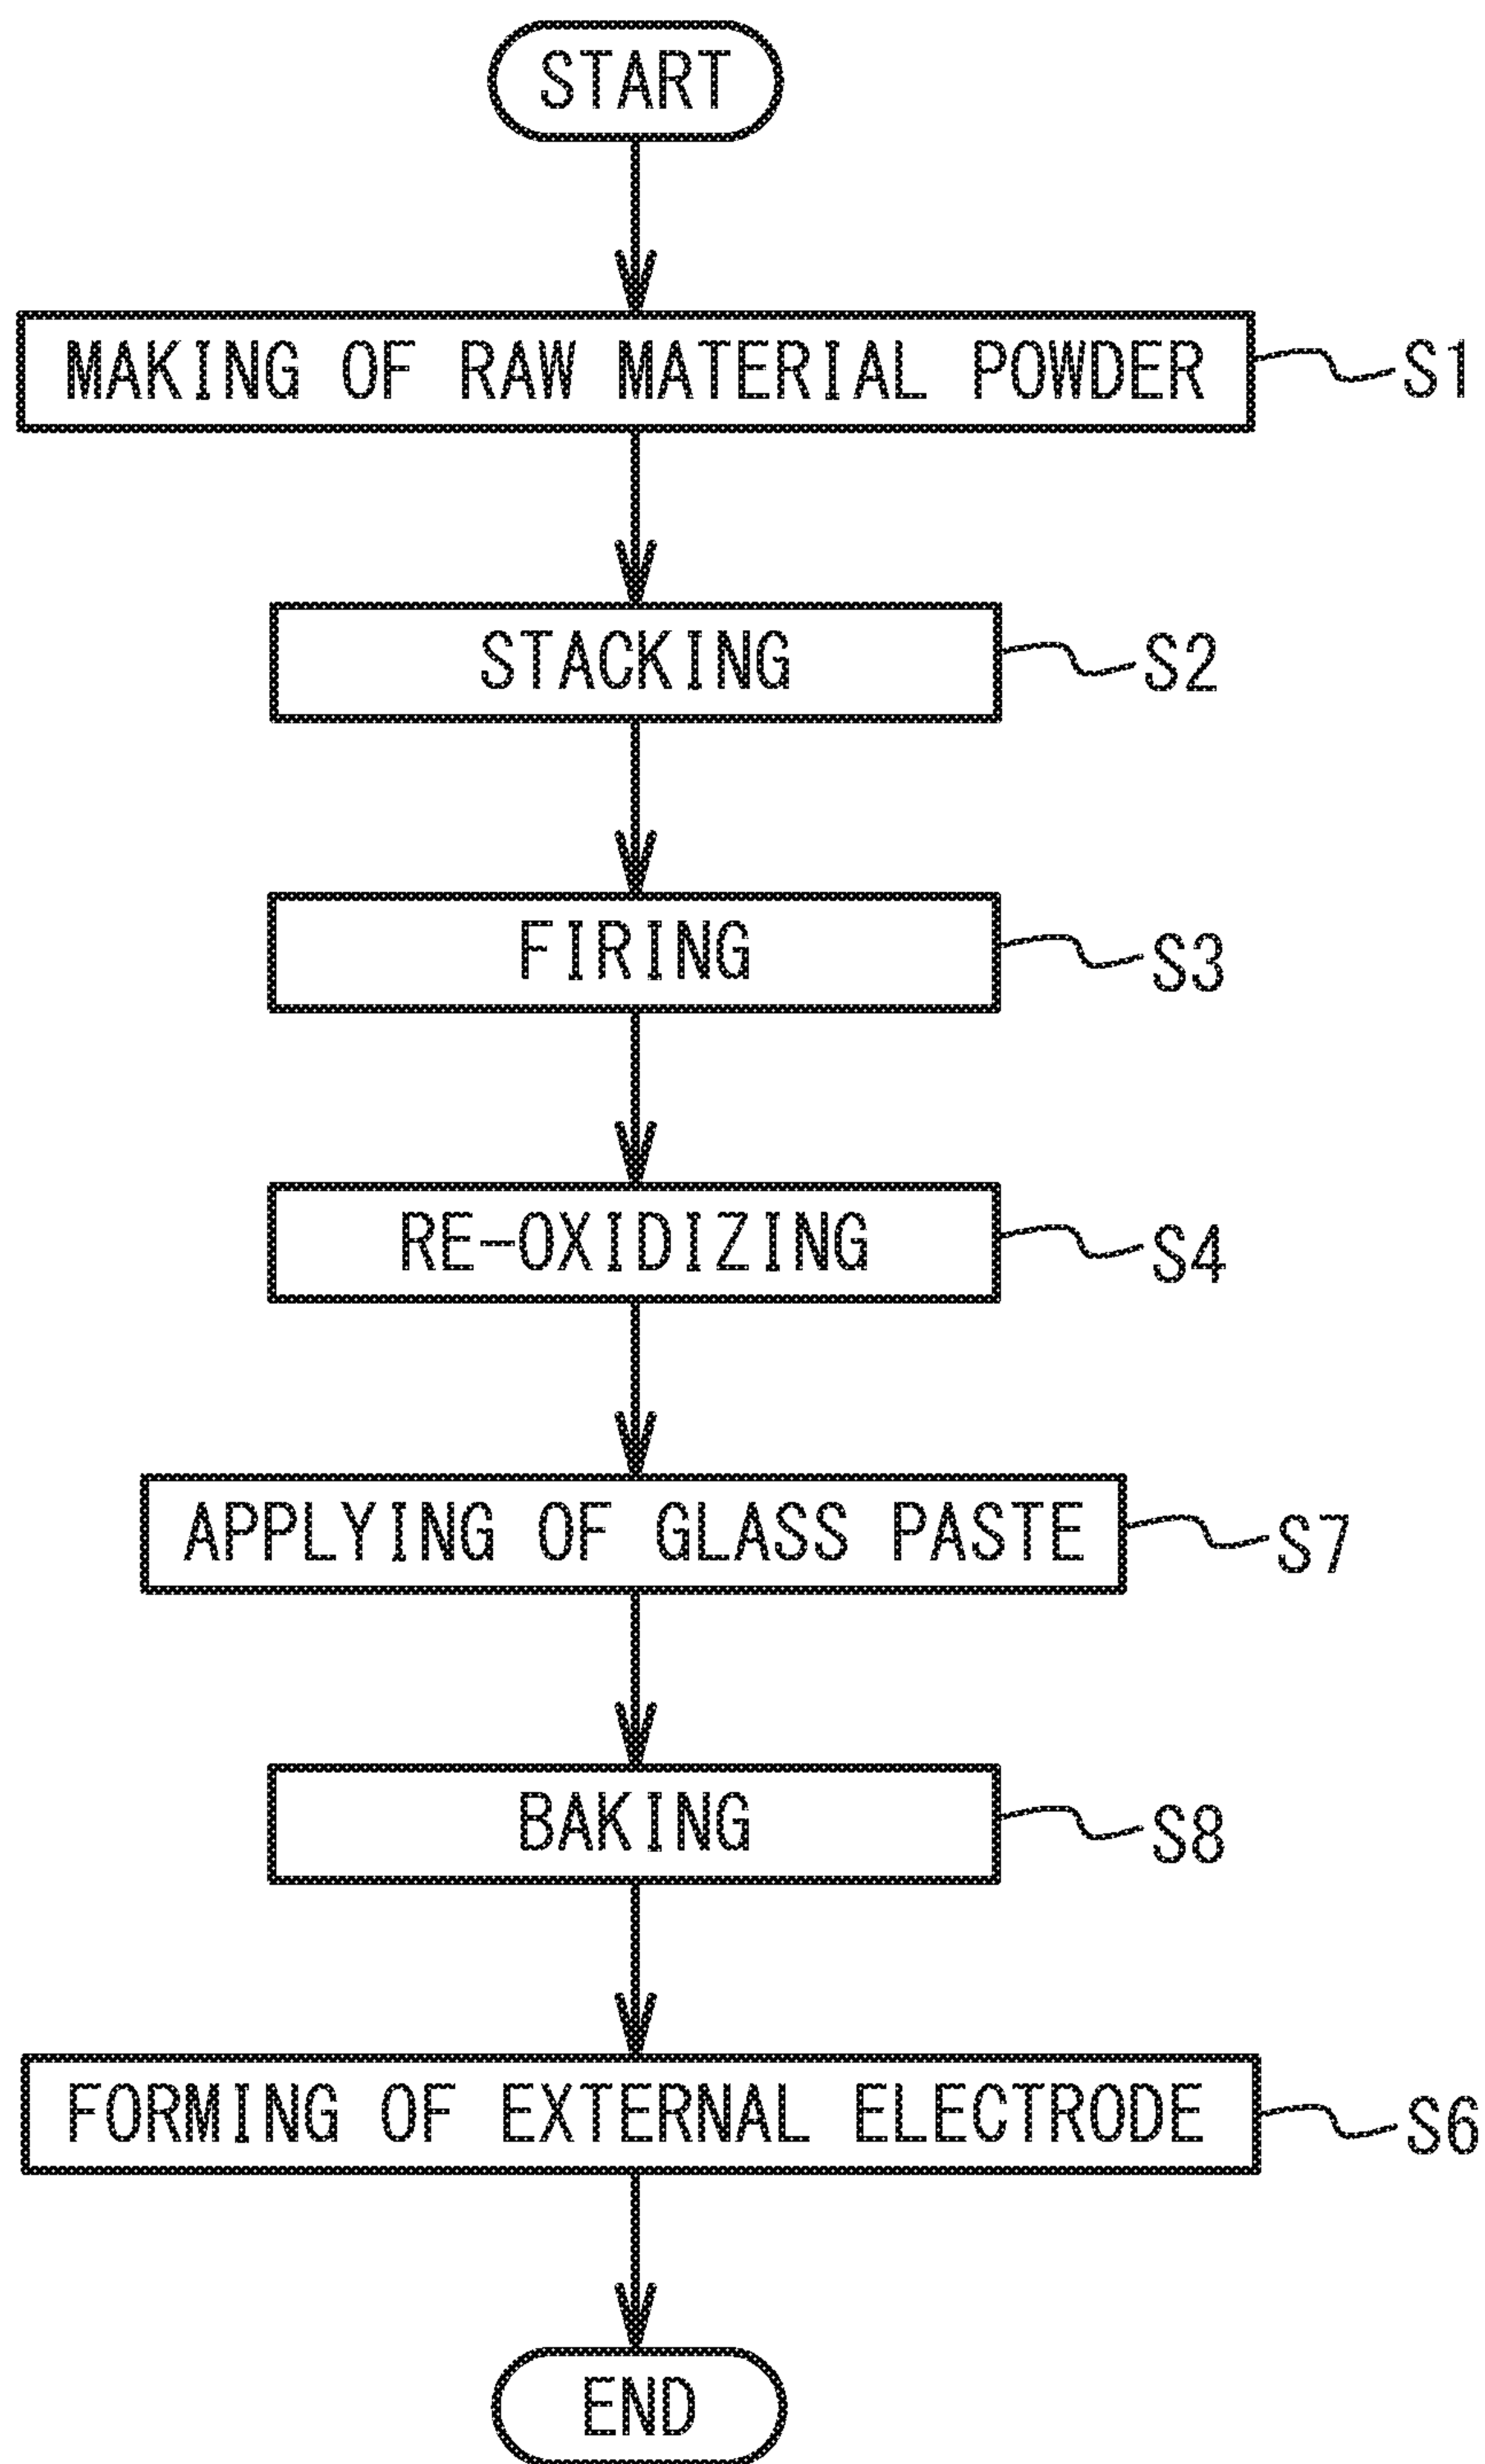 START
MAKING OF RAW MATERIAL POWDER S1
STACKING S2
FIRING S3
RE-OXIDIZING S4
APPLYING OF GLASS PASTE S7
BAKING S8
FORMING OF EXTERNAL ELECTRODE S6
END